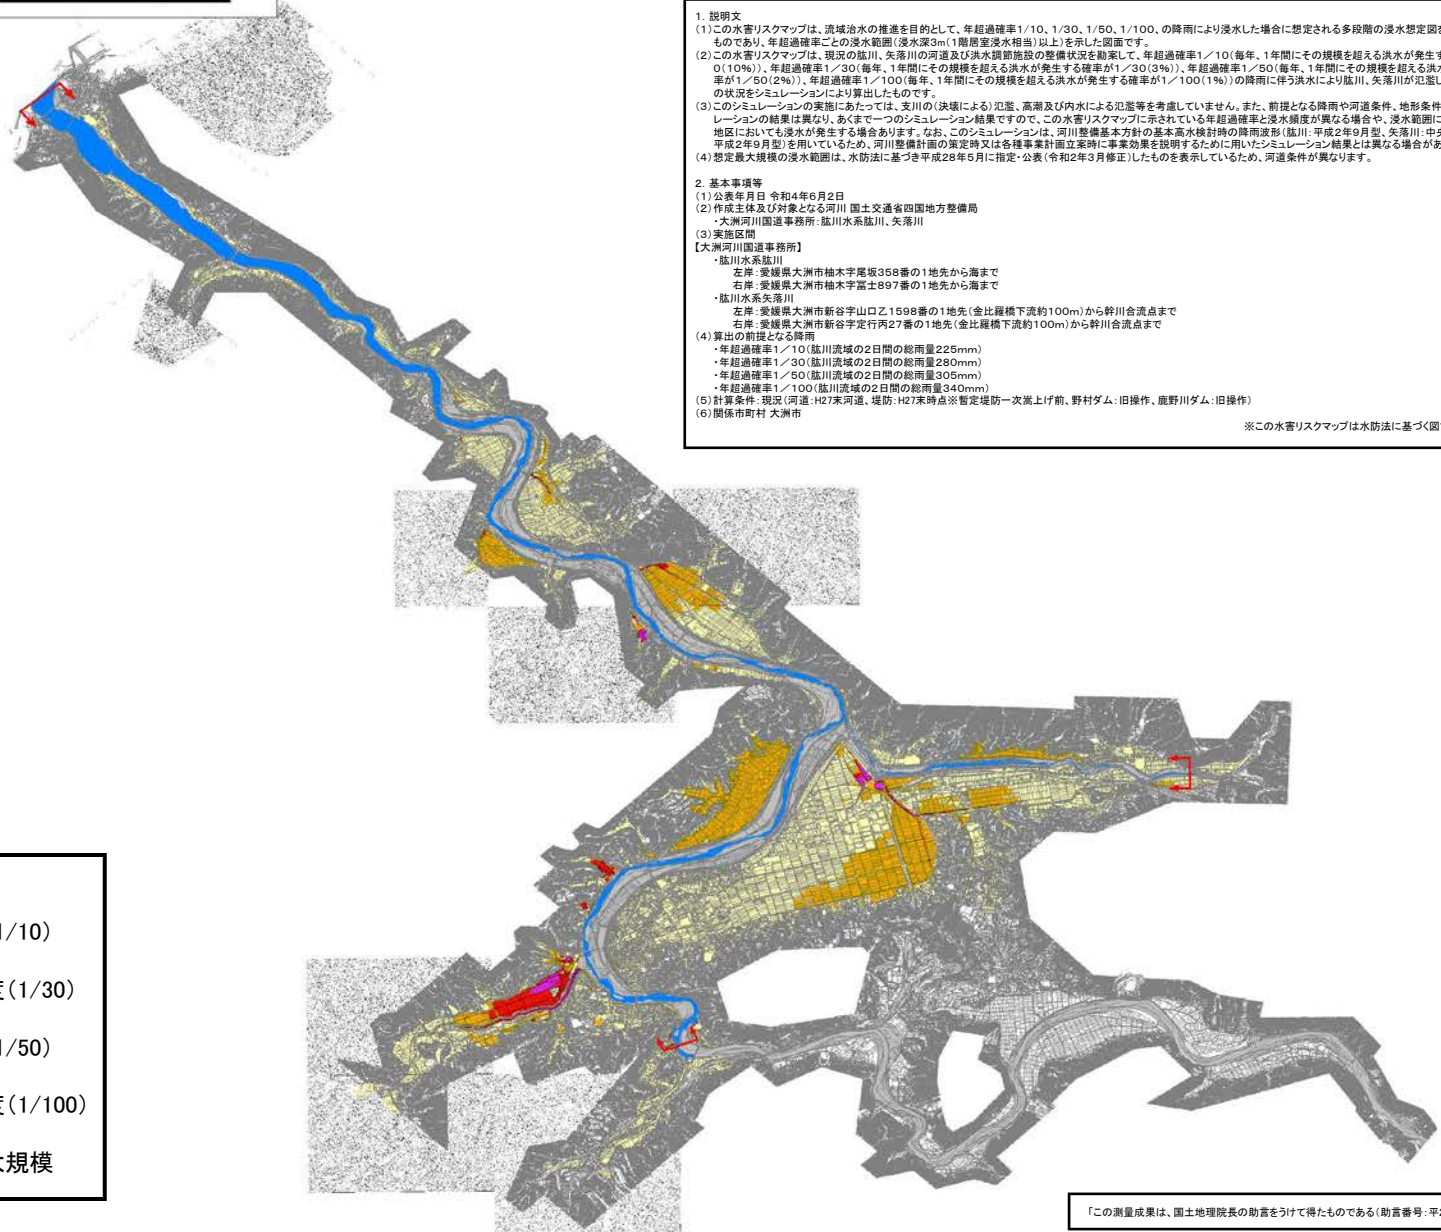 1. 説明文
(1)この水害リスクマップは、流域治水の推進を目的として、年超過確率1/10、1/30、1/50、1/100、の降雨により浸水した場合に想定される多段階の浸水想定図を
ものであり、年超過確率ごとの浸水範囲(浸水深3m(1階居室浸水相当)以上)を示した図面です。
(2)この水害リスクマップは、現況の肱川、矢落川の河道及び洪水調節施設の整備状況を勘案して、年超過確率1/10(毎年、1年間にその規模を超える洪水が発生す
0(10%))、年超過確率1/30(毎年、1年間にその規模を超える洪水が発生する確率が1/30(3%))、年超過確率1/50(毎年、1年間にその規模を超える洪水
率が1/50(2%))、年超過確率1/100(毎年、1年間にその規模を超える洪水が発生する確率が1/100(1%))の降雨に伴う洪水により肱川、矢落川が氾濫し
の状況をシミュレーションにより算出したものです。
(3)このシミュレーションの実施にあたっては、支川の(決壊による)氾濫、高潮及び内水による氾濫等を考慮していません。また、前提となる降雨や河道条件、地形条件
レーションの結果は異なり、あくまで一つのシミュレーション結果ですので、この水害リスクマップに示されている年超過確率と浸水頻度が異なる場合や、浸水範囲に
地区においても浸水が発生する場合あります。なお、このシミュレーションは、河川整備基本方針の基本高水検討時の降雨波形(肱川:平成2年9月型、矢落川:中央
平成2年9月型)を用いているため、河川整備計画の策定時又は各種事業計画立案時に事業効果を説明するために用いたシミュレーション結果とは異なる場合があ
(4)想定最大規模の浸水範囲は、水防法に基づき平成28年5月に指定・公表(令和2年3月修正)したものを表示しているため、河道条件が異なります。
2. 基本事項等
(1)公表年月日 令和4年6月2日
(2)作成主体及び対象となる河川 国土交通省四国地方整備局
・大洲河川国道事務所:肱川水系肱川、矢落川
(3)実施区間
【大洲河川国道事務所】
・肱川水系肱川
左岸:愛媛県大洲市柚木字尾坂358番の1地先から海まで
右岸:愛媛県大洲市柚木字冨士897番の1地先から海まで
・肱川水系矢落川
左岸:愛媛県大洲市新谷字山口乙1598番の1地先(金比羅橋下流約100m)から幹川合流点まで
右岸:愛媛県大洲市新谷字定行丙27番の1地先(金比羅橋下流約100m)から幹川合流点まで
(4)算出の前提となる降雨
・年超過確率1/10(肱川流域の2日間の総雨量225mm)
・年超過確率1/30(肱川流域の2日間の総雨量280mm)
・年超過確率1/50(肱川流域の2日間の総雨量305mm)
・年超過確率1/100(肱川流域の2日間の総雨量340mm)
(5)計算条件:現況(河道:H27末河道、堤防:H27末時点※暫定堤防一次嵩上げ前、野村ダム:旧操作、鹿野川ダム:旧操作)
(6)関係市町村 大洲市
※この水害リスクマップは水防法に基づく図
1/10)
度(1/30)
1/50)
度(1/100)
大規模
「この測量成果は、国土地理院長の助言をうけて得たものである(助言番号:平